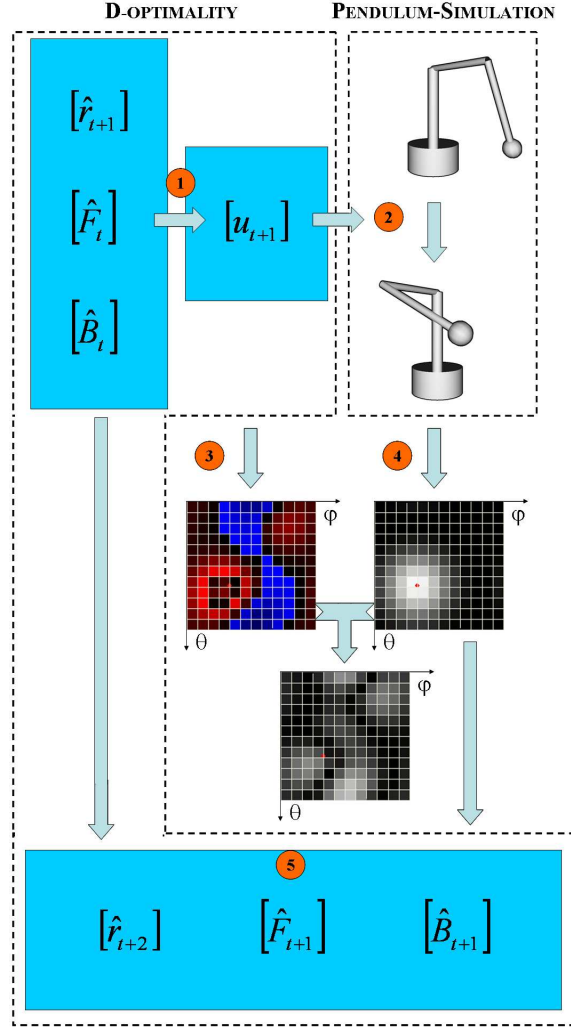 D-OPTIMALITY PENDULUM-SIMULATION
[r̂_{t+1}]
1
[F̂_t] [u_{t+1}] 2
[B̂_t]
3 4
φ φ
θ θ
φ
θ
5
[r̂_{t+2}] [F̂_{t+1}] [B̂_{t+1}]